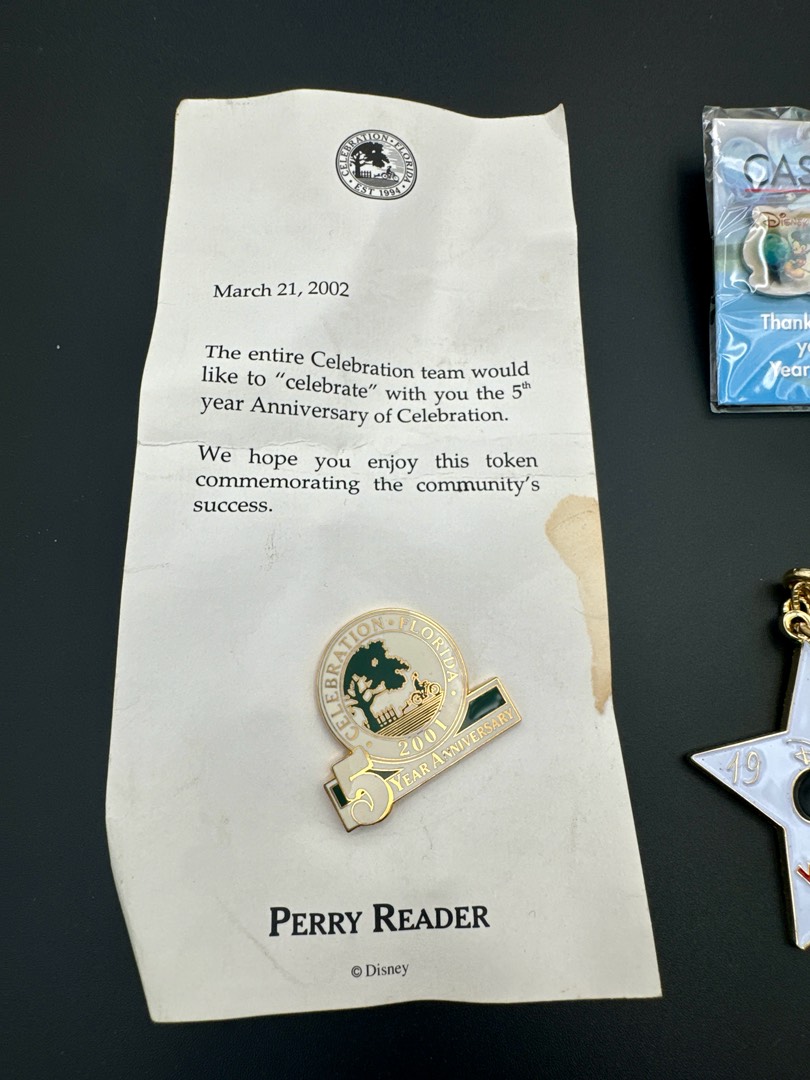 CELEBRATION • FLORIDA
• EST 1994 •
March 21, 2002
The entire Celebration team would
like to "celebrate" with you the 5th
year Anniversary of Celebration.
We hope you enjoy this token
commemorating the community's
success.
• CELEBRATION • FLORIDA •
2001
5 YEAR ANNIVERSARY
PERRY READER
© Disney
CAS
Disney
Thank
Year
19